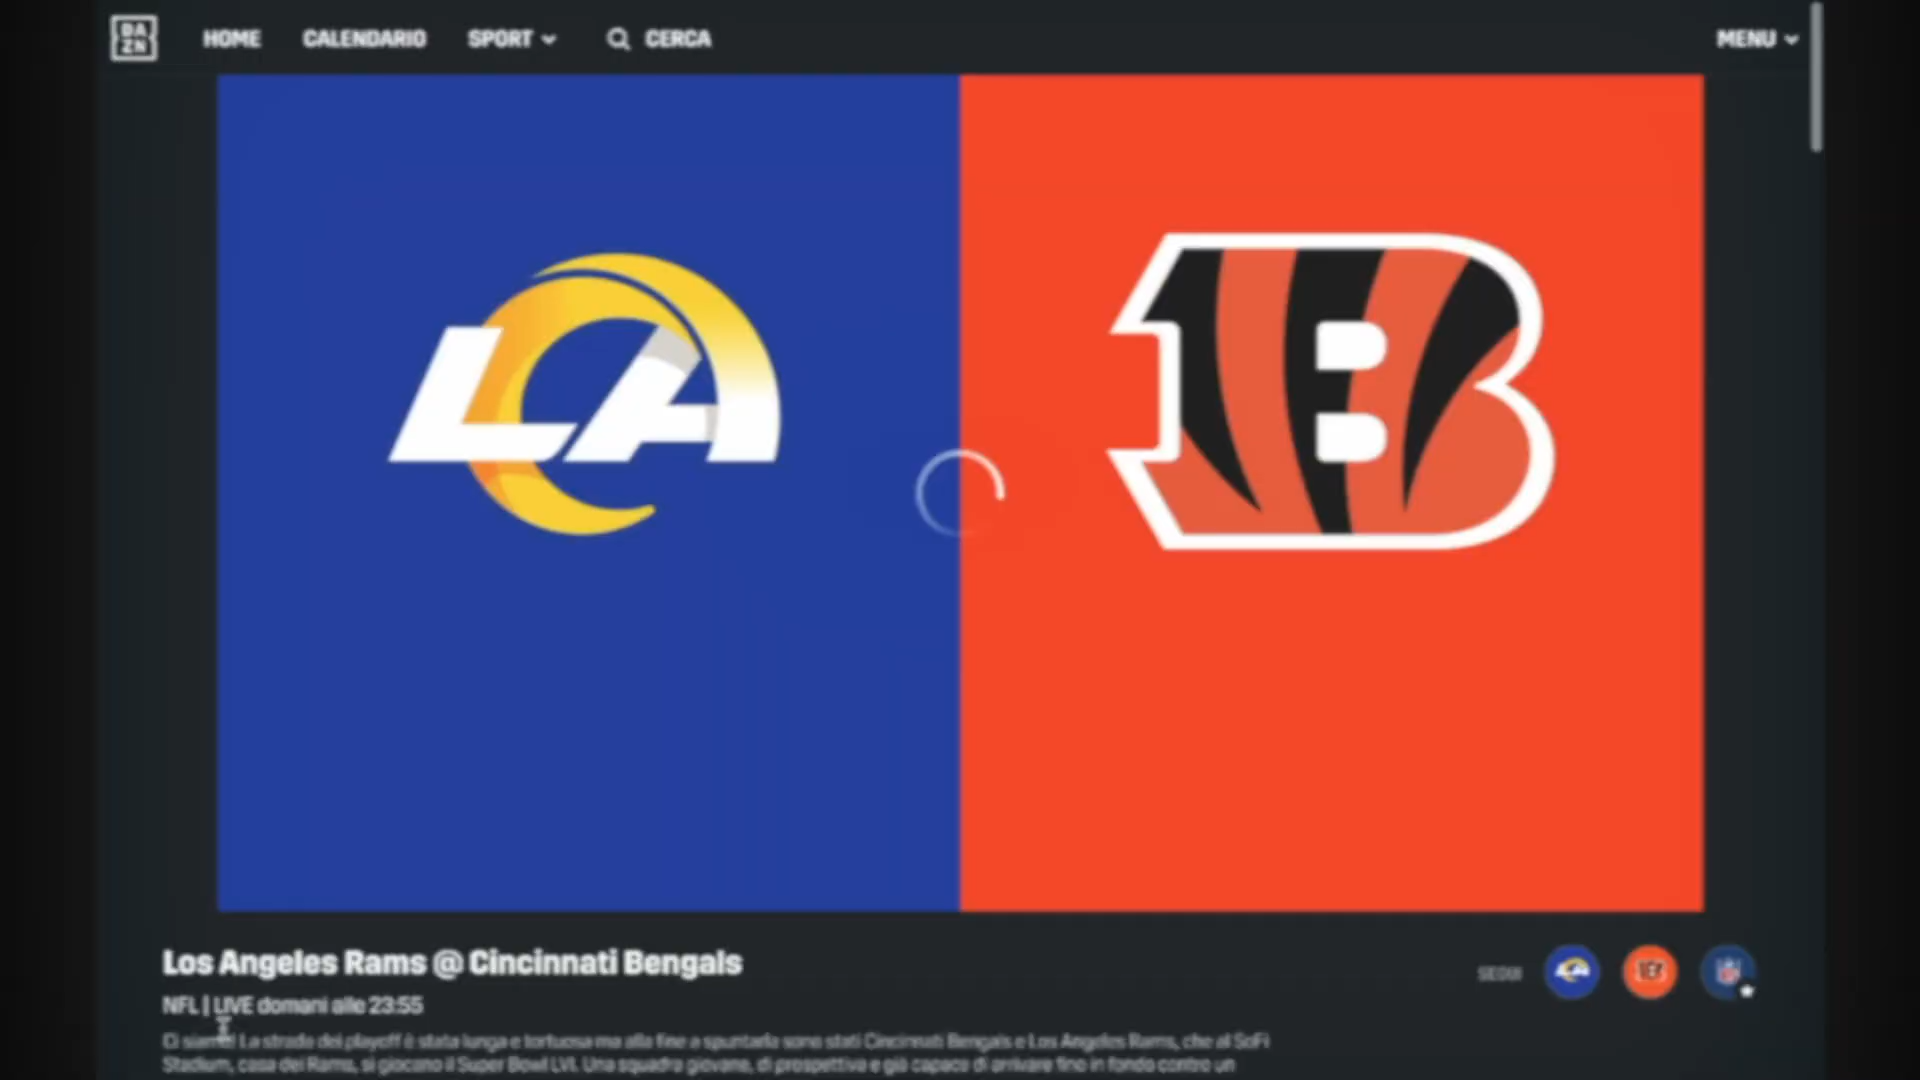 DA
ZN
HOME
CALENDARIO
SPORT
CERCA
MENU
LA
B
Los Angeles Rams @ Cincinnati Bengals
SEGUI
NFL | LIVE domani alle 23:55
Ci siamo! La strada dei playoff è stata lunga e tortuosa ma alla fine a spuntarla sono stati Cincinnati Bengals e Los Angeles Rams, che al SoFi
Stadium, casa dei Rams, si giocano il Super Bowl LVI. Una squadra giovane, di prospettiva e già capace di arrivare fino in fondo contro un